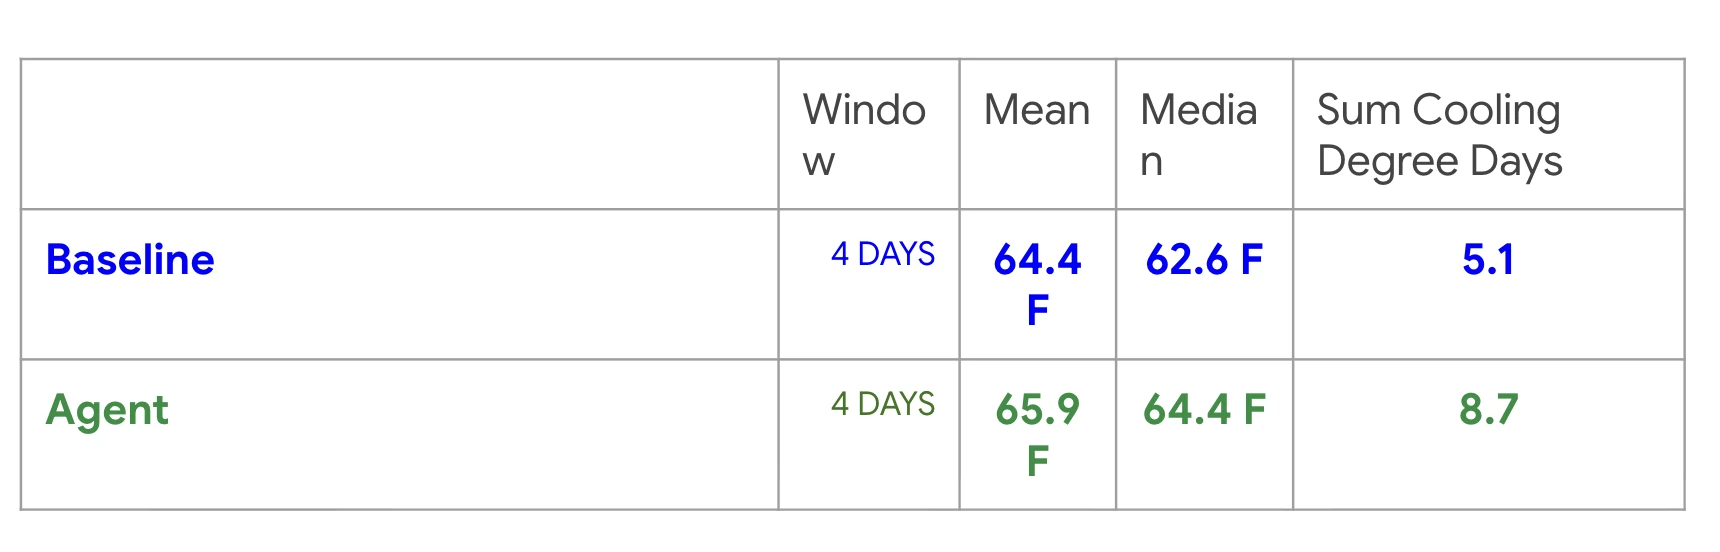 Windo
w
Mean
Media
n
Sum Cooling
Degree Days
Baseline
4 DAYS
64.4
F
62.6 F
5.1
Agent
4 DAYS
65.9
F
64.4 F
8.7